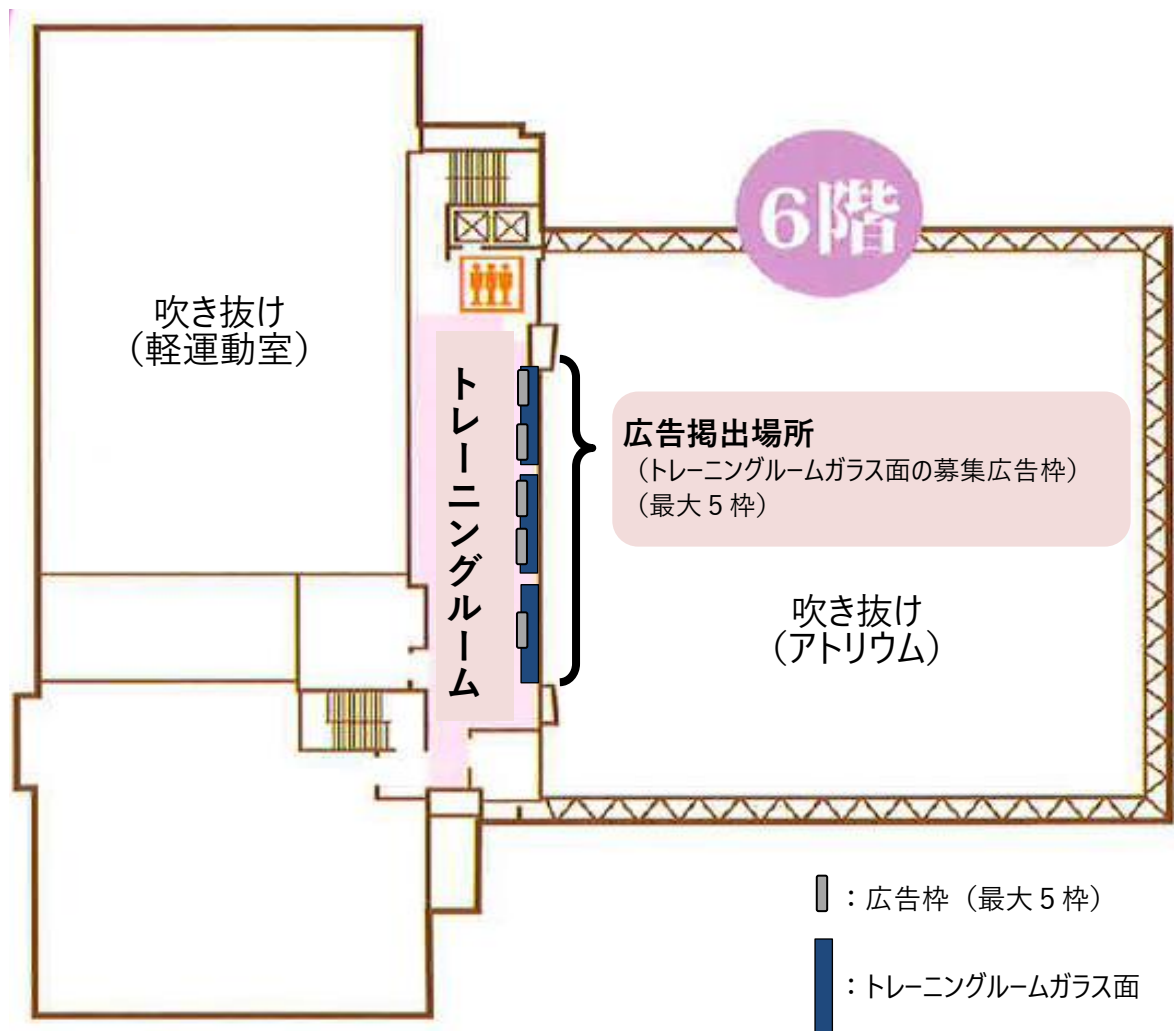 6階
吹き抜け
（軽運動室）
トレーニングルーム
広告掲出場所
（トレーニングルームガラス面の募集広告枠）
（最大５枠）
吹き抜け
（アトリウム）
：広告枠（最大５枠）
：トレーニングルームガラス面